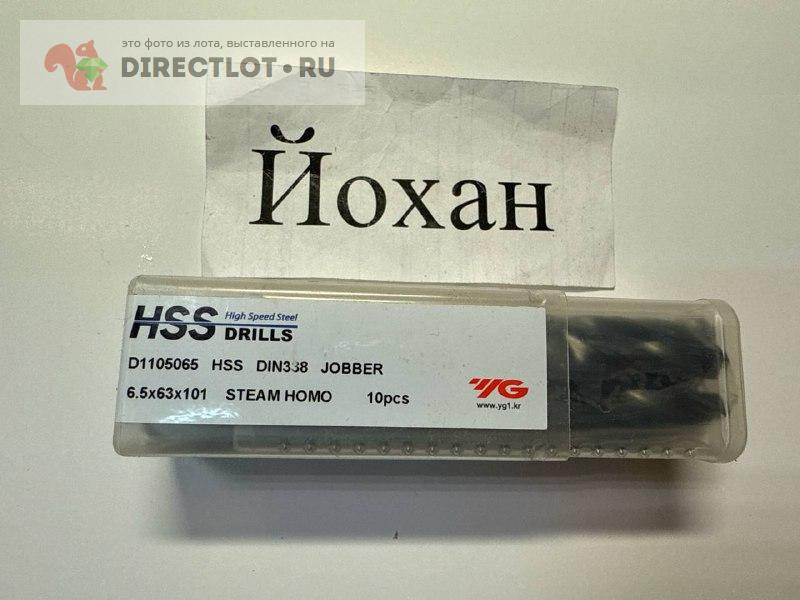 это фото из лота, выставленного на
DIRECTLOT.RU
Йохан
HSS High Speed Steel
DRILLS
D1105065 HSS DIN338 JOBBER
6.5x63x101 STEAM HOMO 10pcs
YG
www.yg1.kr